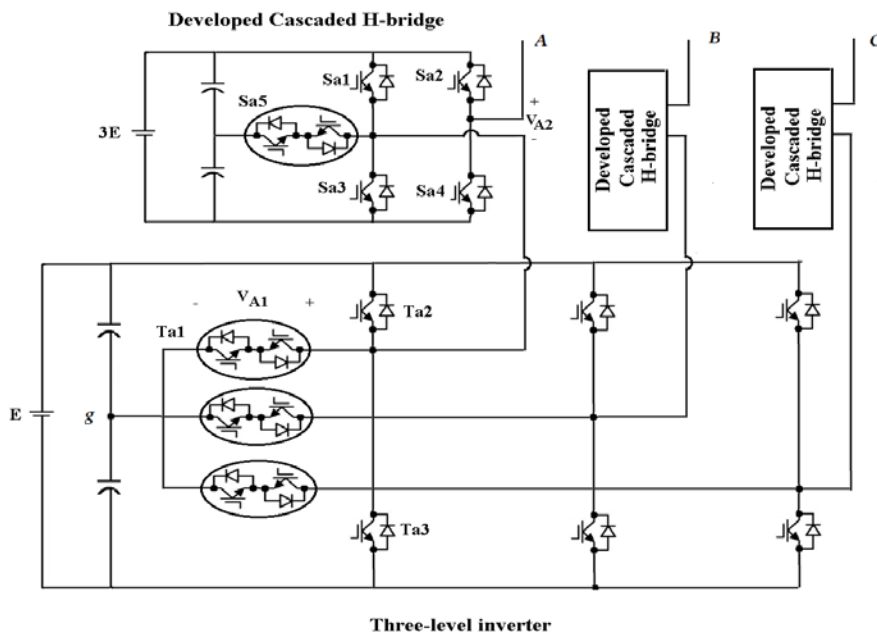 Developed Cascaded H-bridge
A
B
C
Sa1
Sa2
Sa5
+
VA2
-
3E
Sa3
Sa4
Developed
Cascaded
H-bridge
Developed
Cascaded
H-bridge
- VA1 +
Ta1
Ta2
E
g
Ta3
Three-level inverter